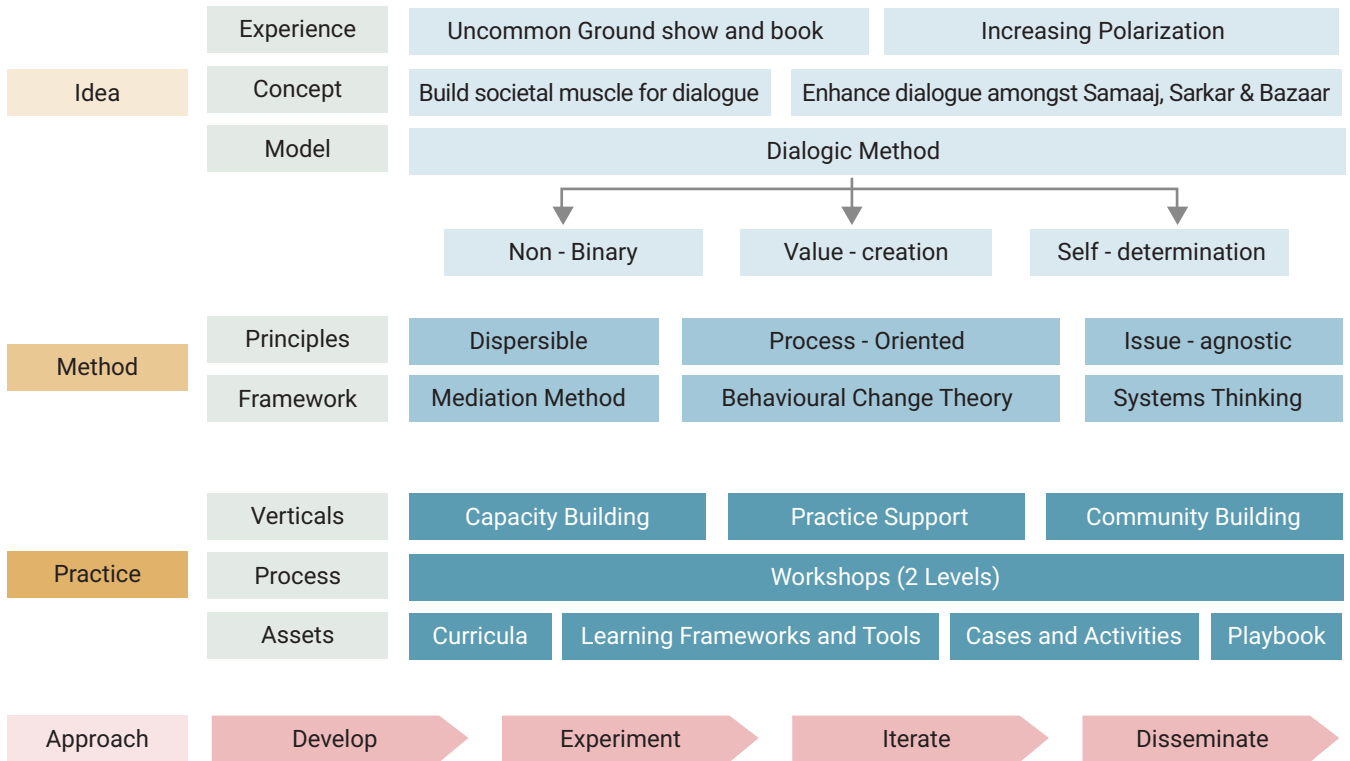 Experience
Uncommon Ground show and book
Increasing Polarization
Idea
Concept
Build societal muscle for dialogue
Enhance dialogue amongst Samaaj, Sarkar & Bazaar
Model
Dialogic Method
Non - Binary
Value - creation
Self - determination
Method
Principles
Dispersible
Process - Oriented
Issue - agnostic
Framework
Mediation Method
Behavioural Change Theory
Systems Thinking
Verticals
Capacity Building
Practice Support
Community Building
Practice
Process
Workshops (2 Levels)
Assets
Curricula
Learning Frameworks and Tools
Cases and Activities
Playbook
Approach
Develop
Experiment
Iterate
Disseminate